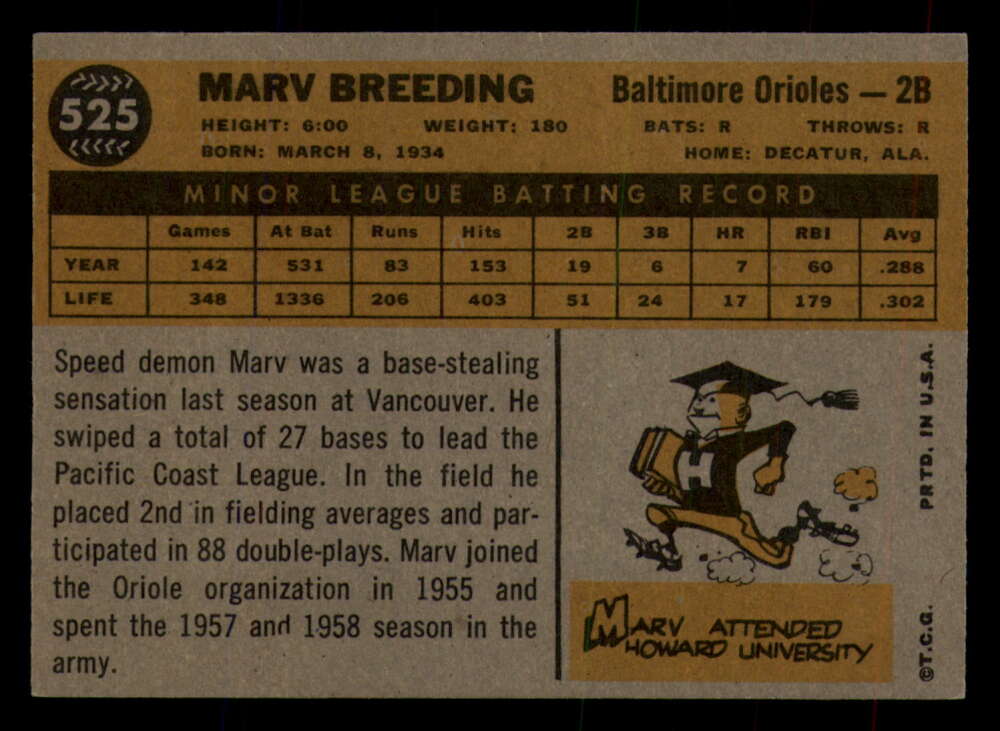 525
MARV BREEDING
Baltimore Orioles — 2B
HEIGHT: 6:00 WEIGHT: 180 BATS: R THROWS: R
BORN: MARCH 8, 1934 HOME: DECATUR, ALA.
MINOR LEAGUE BATTING RECORD
Games At Bat Runs Hits 2B 3B HR RBI Avg
YEAR 142 531 83 153 19 6 7 60 .288
LIFE 348 1336 206 403 51 24 17 179 .302
Speed demon Marv was a base-stealing
sensation last season at Vancouver. He
swiped a total of 27 bases to lead the
Pacific Coast League. In the field he
placed 2nd in fielding averages and par-
ticipated in 88 double-plays. Marv joined
the Oriole organization in 1955 and
spent the 1957 and 1958 season in the
army.
H
MARV ATTENDED
HOWARD UNIVERSITY
©T.C.G. PRTD. IN U.S.A.